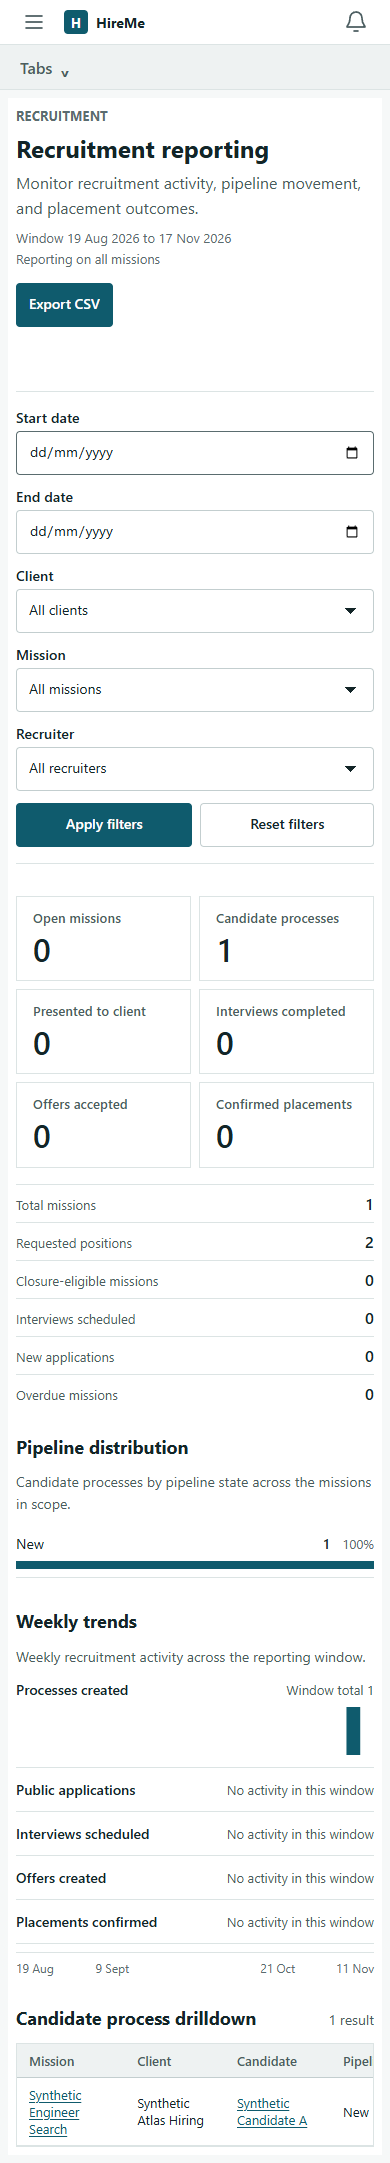 H HireMe
Tabs v
RECRUITMENT
Recruitment reporting
Monitor recruitment activity, pipeline movement,
and placement outcomes.
Window 19 Aug 2026 to 17 Nov 2026
Reporting on all missions
Export CSV
Start date
dd/mm/yyyy
End date
dd/mm/yyyy
Client
All clients
Mission
All missions
Recruiter
All recruiters
Apply filters Reset filters
Open missions Candidate processes
0 1
Presented to client Interviews completed
0 0
Offers accepted Confirmed placements
0 0
Total missions 1
Requested positions 2
Closure-eligible missions 0
Interviews scheduled 0
New applications 0
Overdue missions 0
Pipeline distribution
Candidate processes by pipeline state across the missions
in scope.
New 1 100%
Weekly trends
Weekly recruitment activity across the reporting window.
Processes created Window total 1
Public applications No activity in this window
Interviews scheduled No activity in this window
Offers created No activity in this window
Placements confirmed No activity in this window
19 Aug 9 Sept 21 Oct 11 Nov
Candidate process drilldown 1 result
Mission Client Candidate Pipel
Synthetic Engineer Search Synthetic Atlas Hiring Synthetic Candidate A New